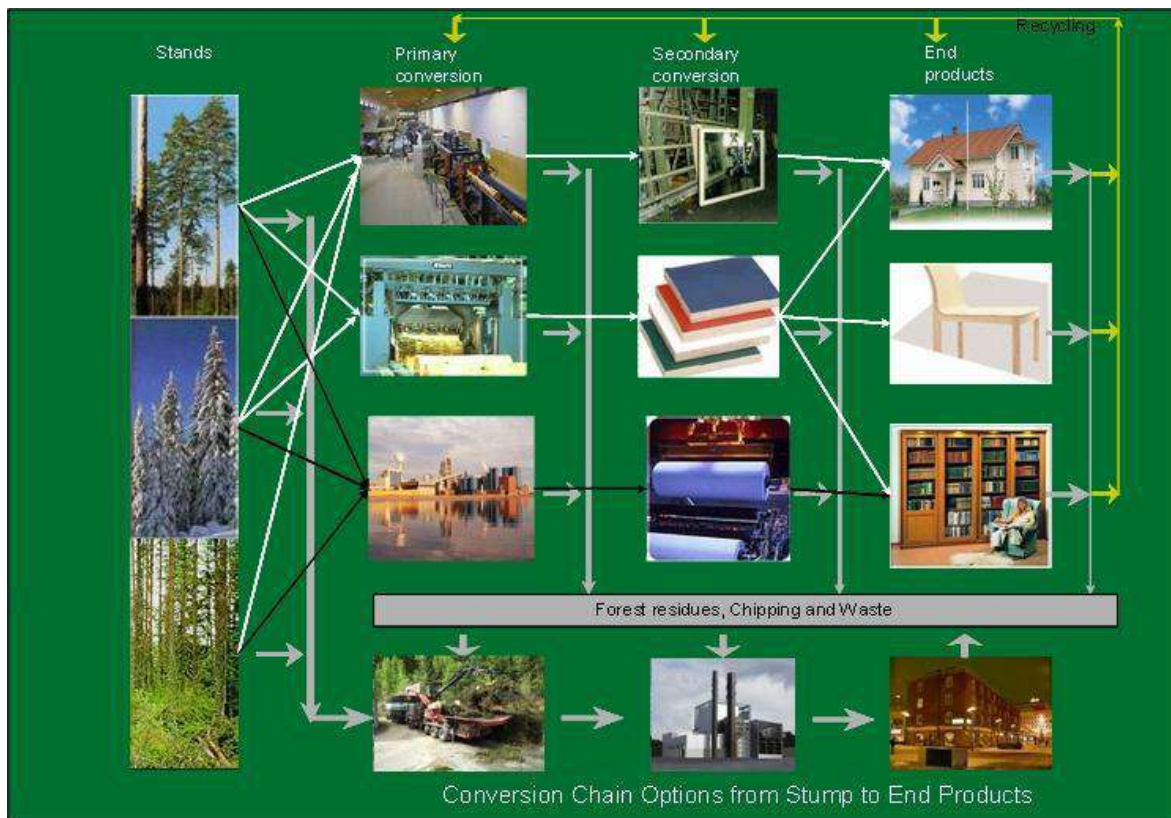 Recycling
Stands
Primary
conversion
Secondary
conversion
End
products
Forest residues, Chipping and Waste
Conversion Chain Options from Stump to End Products